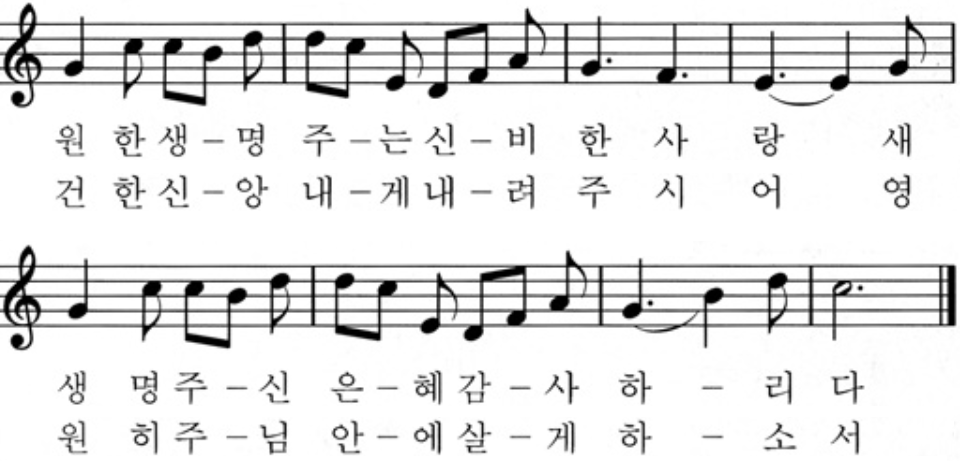 원 한 생 – 명 주 – 는 신 – 비 한 사 랑 새
건 한 신 – 앙 내 – 게 내 – 려 주 시 어 영
생 명 주 – 신 은 – 혜 감 – 사 하 – 리 다
원 히 주 – 님 안 – 에 살 – 게 하 – 소 서